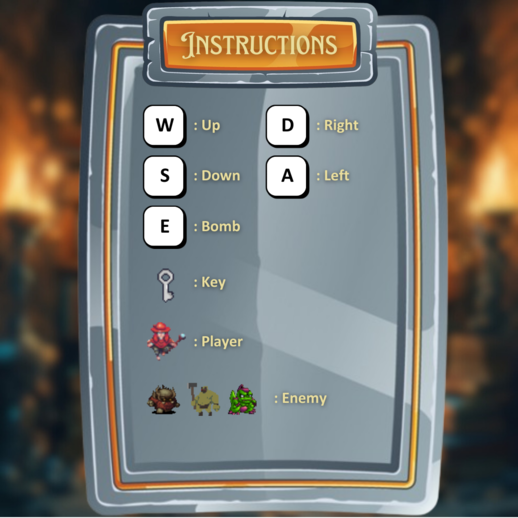 INSTRUCTIONS
W : Up D : Right
S : Down A : Left
E : Bomb
: Key
: Player
: Enemy